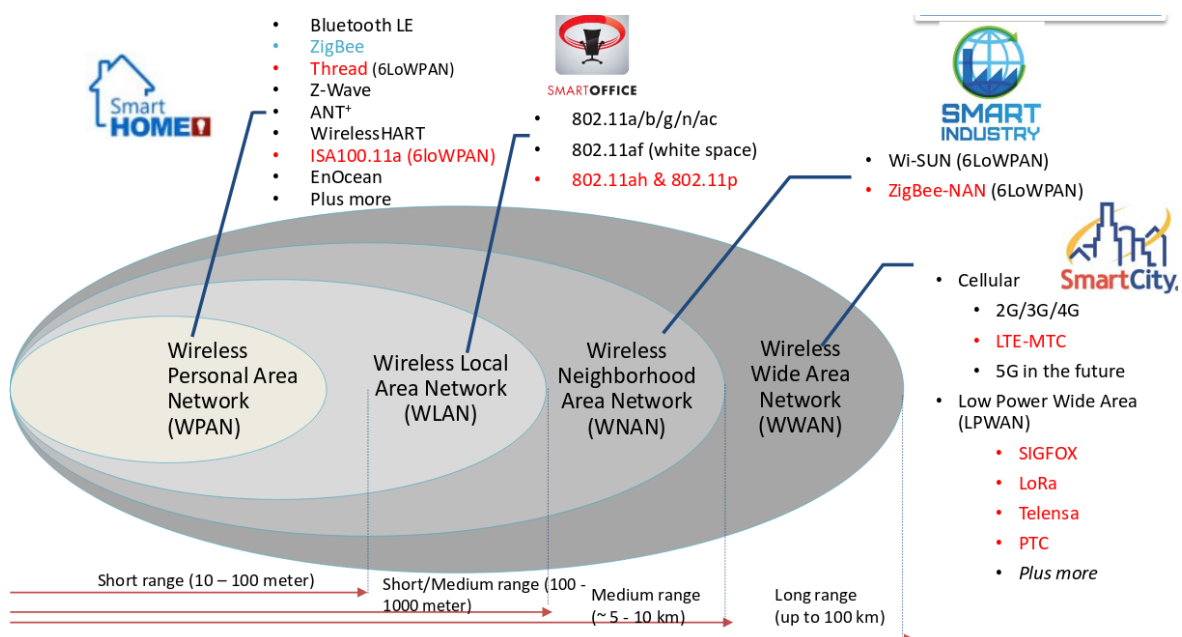 Bluetooth LE
ZigBee
Thread (6LoWPAN)
Z-Wave
ANT+
WirelessHART
ISA100.11a (6loWPAN)
EnOcean
Plus more
Smart
HOME
SMARTOFFICE
802.11a/b/g/n/ac
802.11af (white space)
802.11ah & 802.11p
SMART
INDUSTRY
Wi-SUN (6LoWPAN)
ZigBee-NAN (6LoWPAN)
SmartCity
Cellular
2G/3G/4G
LTE-MTC
5G in the future
Low Power Wide Area
(LPWAN)
SIGFOX
LoRa
Telensa
PTC
Plus more
Wireless
Personal Area
Network
(WPAN)
Wireless Local
Area Network
(WLAN)
Wireless
Neighborhood
Area Network
(WNAN)
Wireless
Wide Area
Network
(WWAN)
Short range (10 – 100 meter)
Short/Medium range (100 -
1000 meter)
Medium range
(~ 5 - 10 km)
Long range
(up to 100 km)